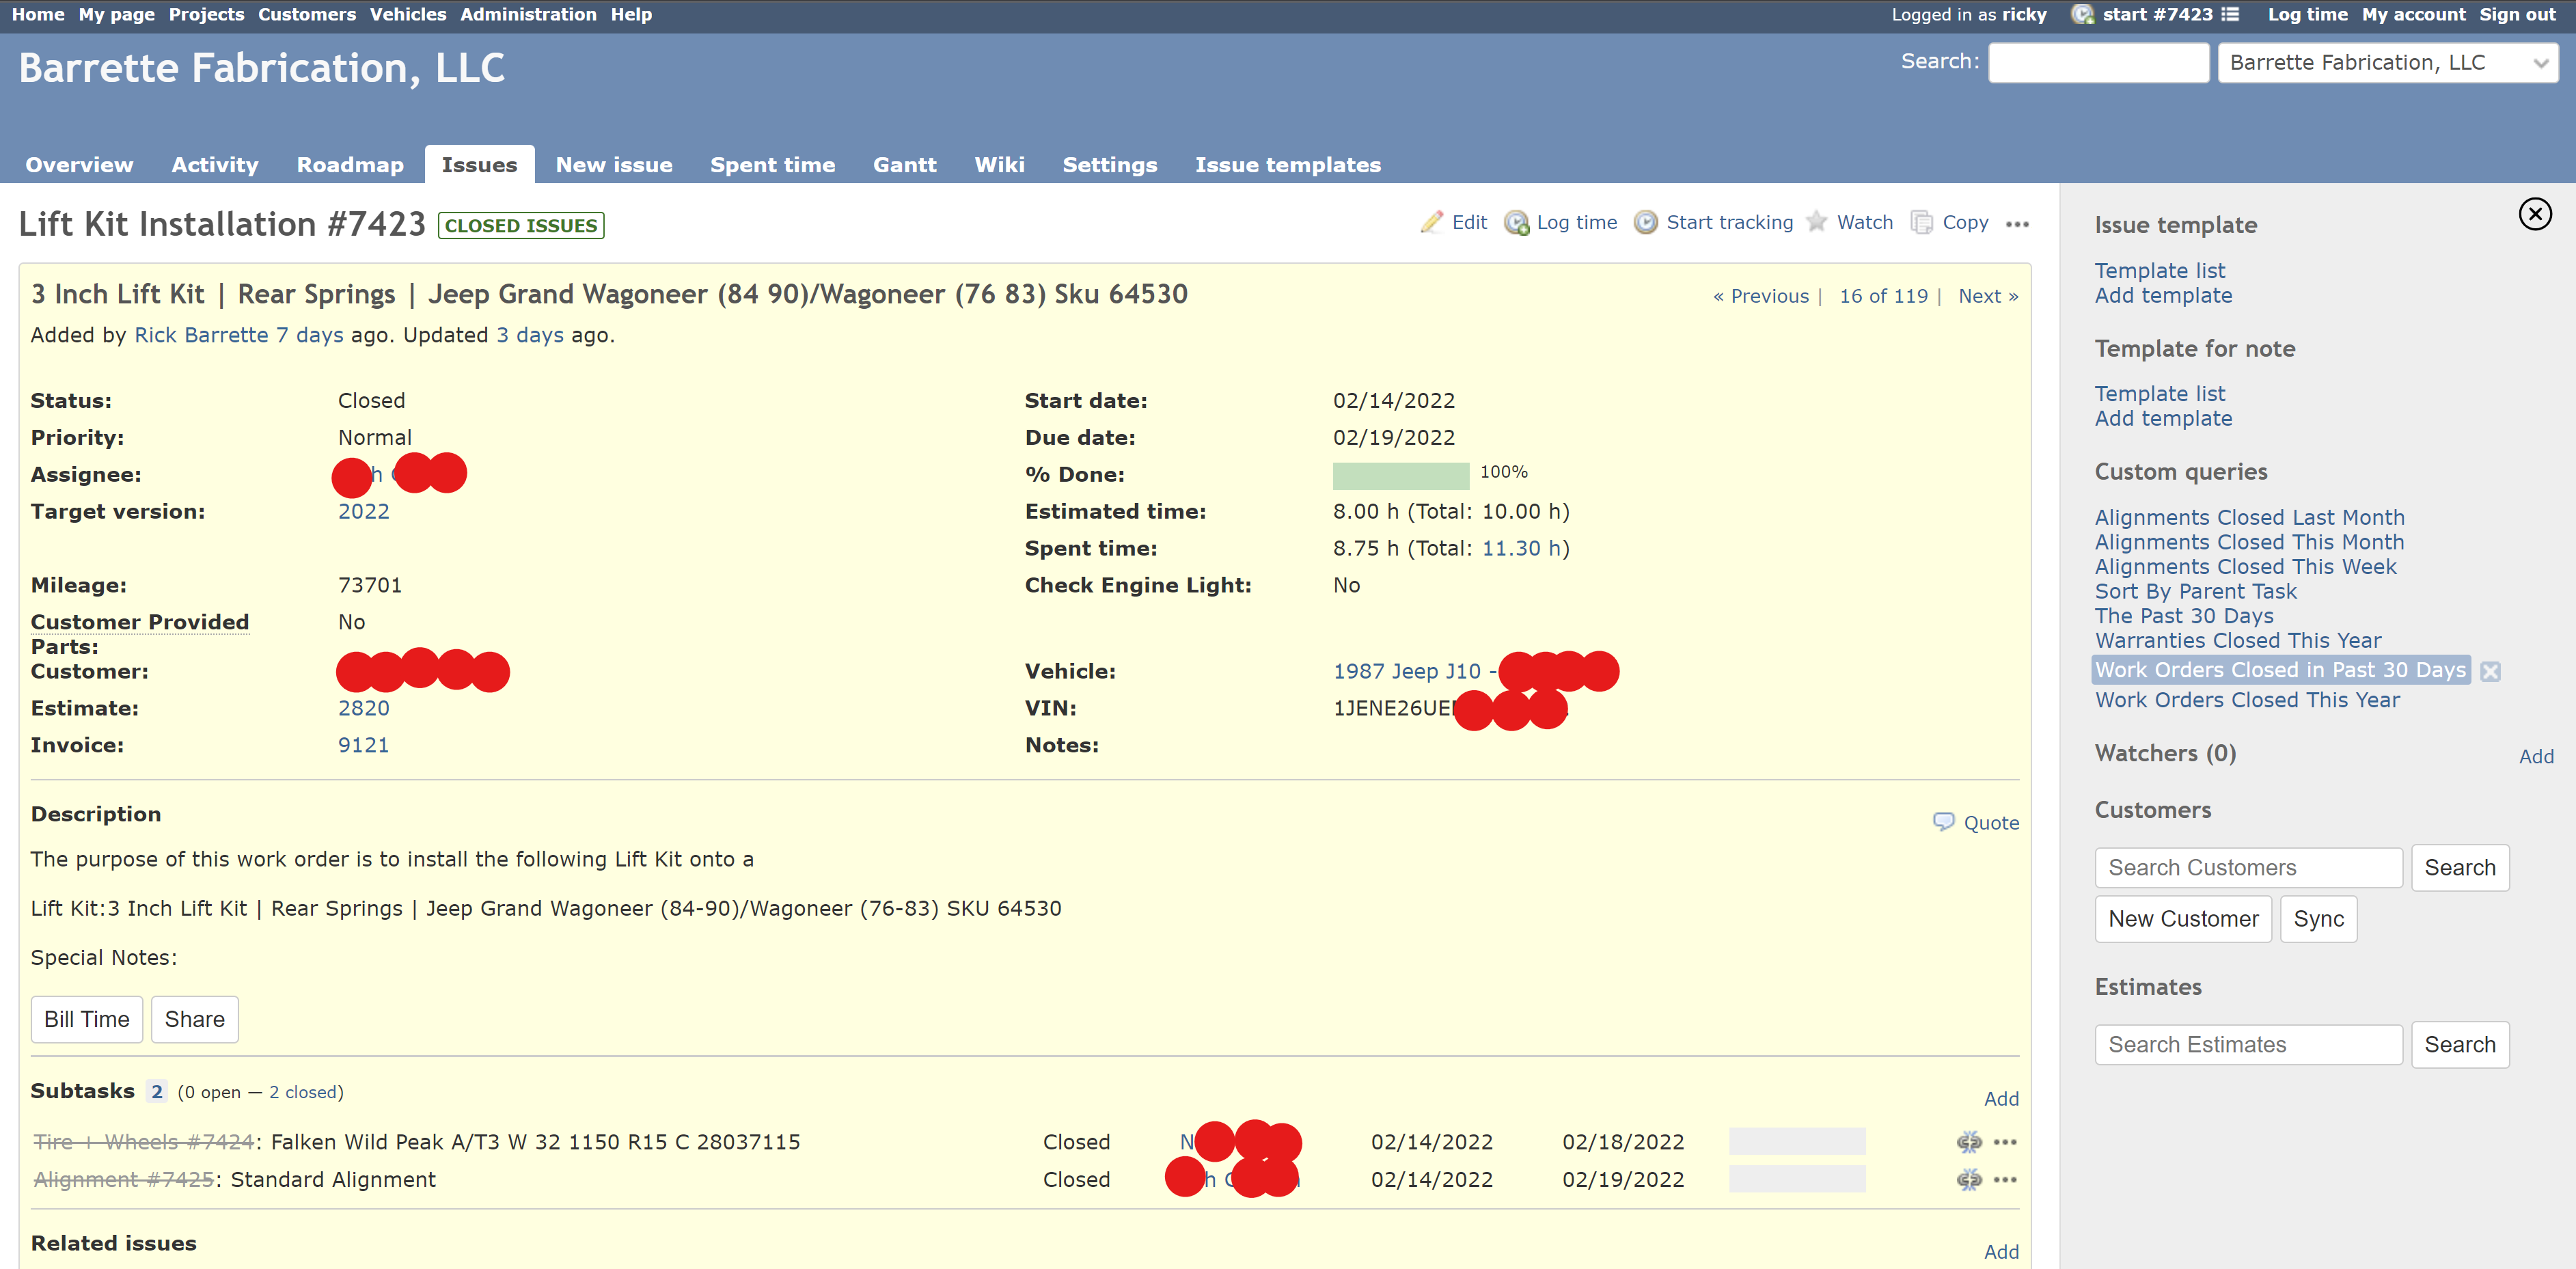 Home My page Projects Customers Vehicles Administration Help Logged in as ricky start #7423 Log time My account Sign out
Barrette Fabrication, LLC
Search: Barrette Fabrication, LLC
Overview Activity Roadmap Issues New issue Spent time Gantt Wiki Settings Issue templates
Lift Kit Installation #7423 CLOSED ISSUES
Edit Log time Start tracking Watch Copy •••
3 Inch Lift Kit | Rear Springs | Jeep Grand Wagoneer (84 90)/Wagoneer (76 83) Sku 64530
« Previous | 16 of 119 | Next »
Added by Rick Barrette 7 days ago. Updated 3 days ago.
Status: Closed
Start date: 02/14/2022
Priority: Normal
Due date: 02/19/2022
Assignee:
% Done: 100%
Target version: 2022
Estimated time: 8.00 h (Total: 10.00 h)
Spent time: 8.75 h (Total: 11.30 h)
Mileage: 73701
Check Engine Light: No
Customer Provided Parts: No
Customer:
Vehicle: 1987 Jeep J10 -
Estimate: 2820
VIN: 1JENE26UE
Invoice: 9121
Notes:
Description
Quote
The purpose of this work order is to install the following Lift Kit onto a
Lift Kit:3 Inch Lift Kit | Rear Springs | Jeep Grand Wagoneer (84-90)/Wagoneer (76-83) SKU 64530
Special Notes:
Bill Time Share
Subtasks 2 (0 open — 2 closed)
Add
Tire + Wheels #7424: Falken Wild Peak A/T3 W 32 1150 R15 C 28037115 Closed N 02/14/2022 02/18/2022 •••
Alignment #7425: Standard Alignment Closed 02/14/2022 02/19/2022 •••
Related issues
Add
Issue template
Template list
Add template
Template for note
Template list
Add template
Custom queries
Alignments Closed Last Month
Alignments Closed This Month
Alignments Closed This Week
Sort By Parent Task
The Past 30 Days
Warranties Closed This Year
Work Orders Closed in Past 30 Days
Work Orders Closed This Year
Watchers (0) Add
Customers
Search Customers Search
New Customer Sync
Estimates
Search Estimates Search